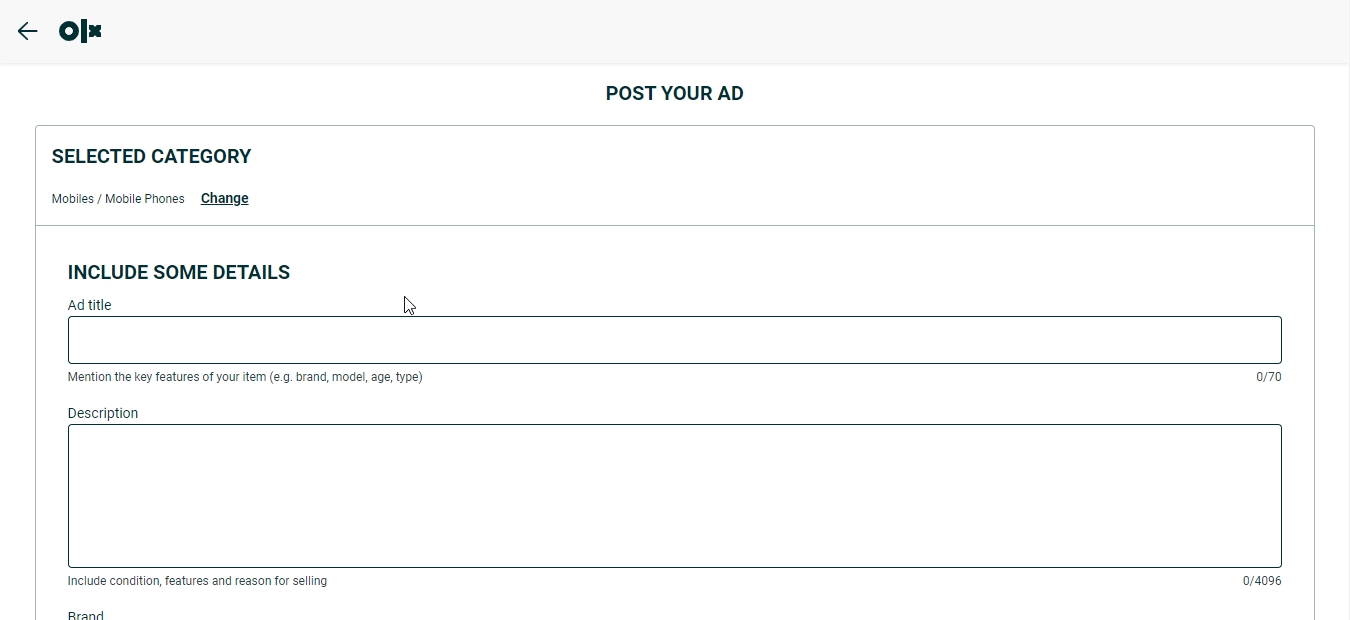 olx
POST YOUR AD
SELECTED CATEGORY
Mobiles / Mobile Phones Change
INCLUDE SOME DETAILS
Ad title
Mention the key features of your item (e.g. brand, model, age, type) 0/70
Description
Include condition, features and reason for selling 0/4096
Brand